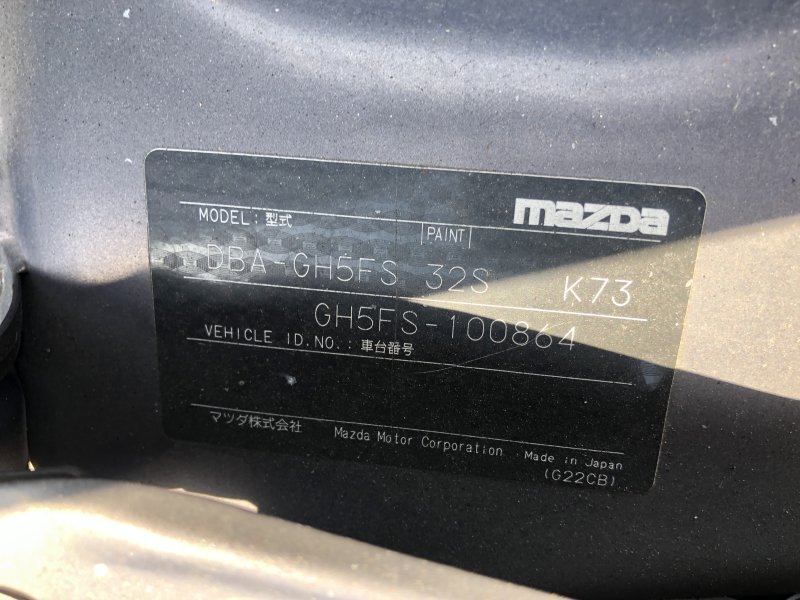 mazda
MODEL: 型式 PAINT
DBA-GH5FS 32S K73
GH5FS-100864
VEHICLE ID.NO.: 車台番号
マツダ株式会社 Mazda Motor Corporation Made in Japan
(G22CB)